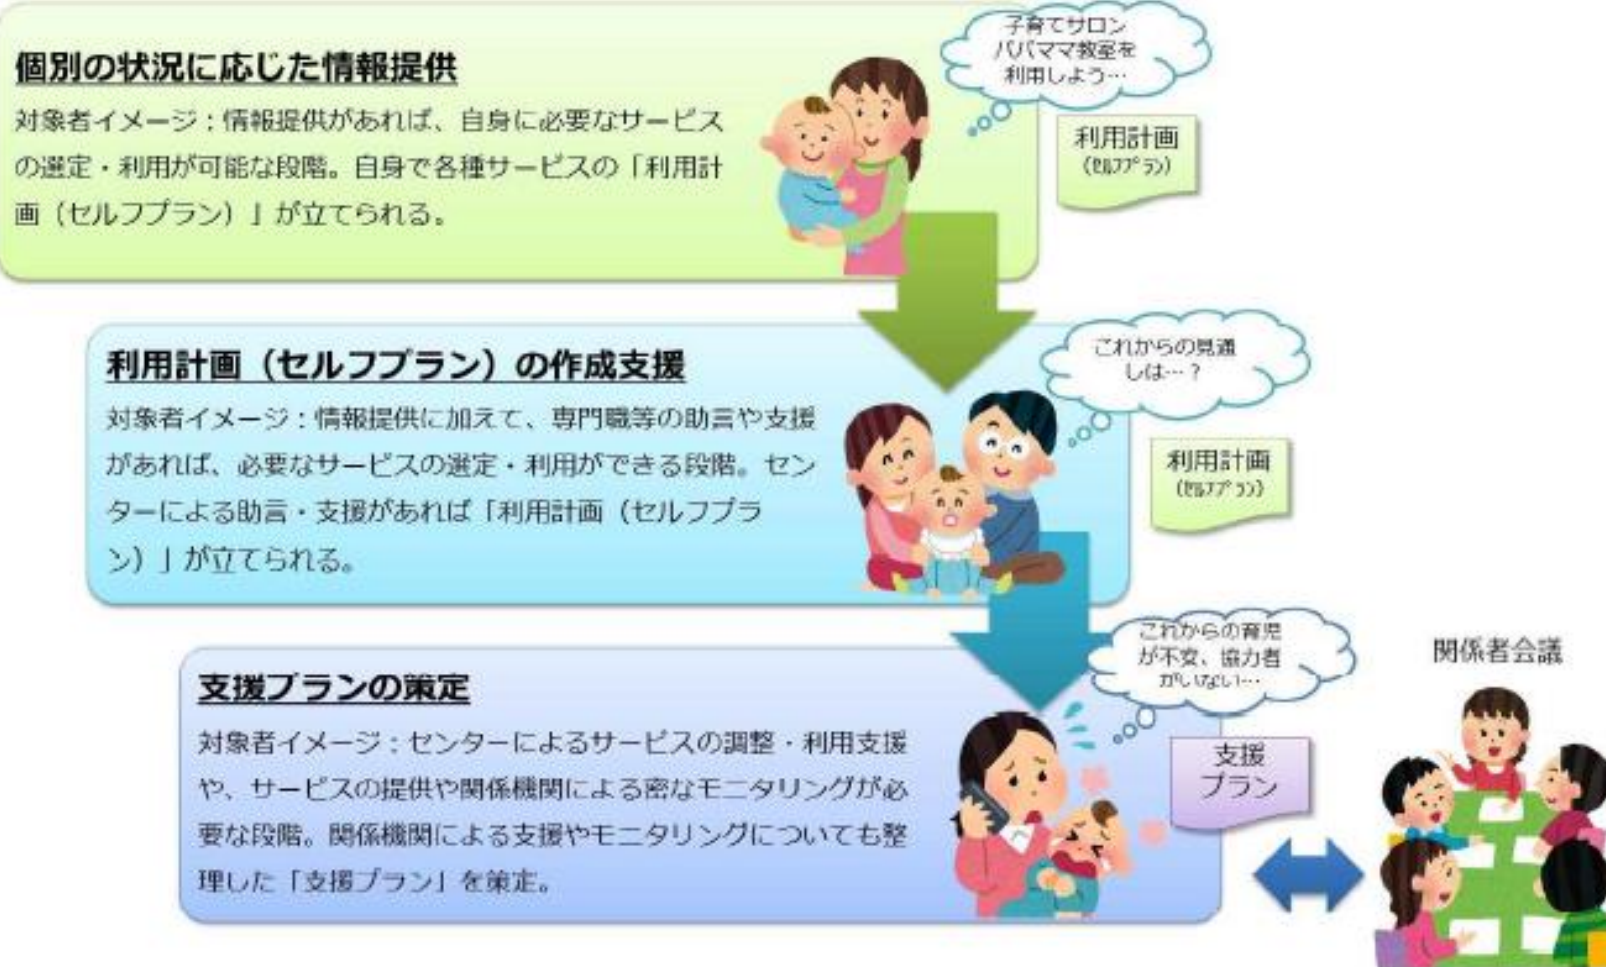 個別の状況に応じた情報提供
対象者イメージ：情報提供があれば、自身に必要なサービス
の選定・利用が可能な段階。自身で各種サービスの「利用計
画（セルフプラン）」が立てられる。
子育てサロン
パパママ教室を
利用しよう…
利用計画
(ｾﾙﾌﾌﾟﾗﾝ)
利用計画（セルフプラン）の作成支援
対象者イメージ：情報提供に加えて、専門職等の助言や支援
があれば、必要なサービスの選定・利用ができる段階。セン
ターによる助言・支援があれば「利用計画（セルフプラ
ン）」が立てられる。
これからの見通
しは…？
利用計画
(ｾﾙﾌﾌﾟﾗﾝ)
支援プランの策定
対象者イメージ：センターによるサービスの調整・利用支援
や、サービスの提供や関係機関による密なモニタリングが必
要な段階。関係機関による支援やモニタリングについても整
理した「支援プラン」を策定。
これからの育児
が不安、協力者
がいない…
支援
プラン
関係者会議